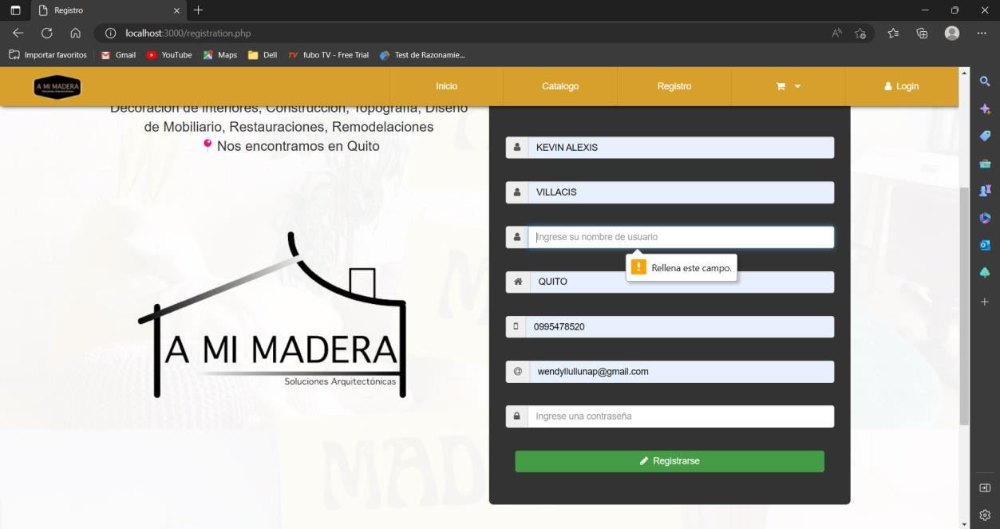 Registro
localhost:3000/registration.php
Importar favoritos
Gmail
YouTube
Maps
Dell
TV
fubo TV - Free Trial
Test de Razonamie...
A MI MADERA
Inicio
Catalogo
Registro
Login
Decoración de Interiores, Construcción, Topografía, Diseño
de Mobiliario, Restauraciones, Remodelaciones
Nos encontramos en Quito
A MI MADERA
Soluciones Arquitectónicas
KEVIN ALEXIS
VILLACIS
Ingrese su nombre de usuario
Rellena este campo.
QUITO
0995478520
@
wendyllullunap@gmail.com
Ingrese una contraseña
Registrarse
MAD